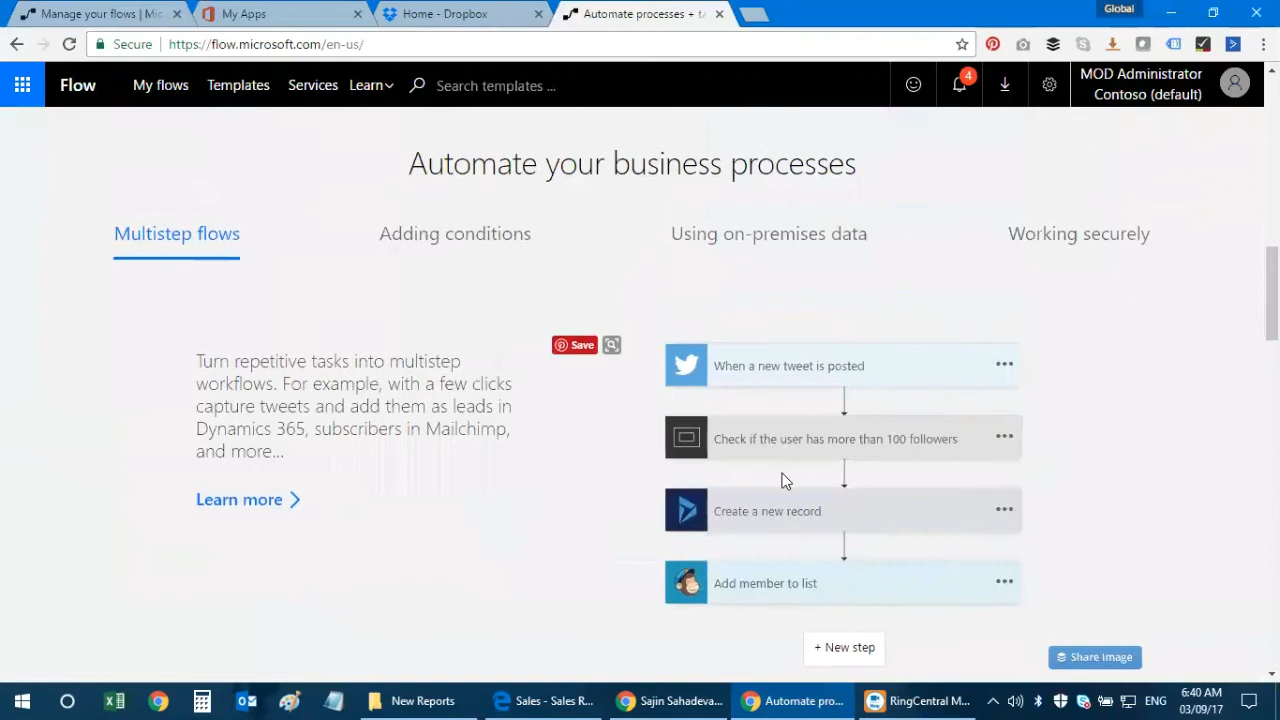 Manage your flows | Mic
My Apps
Home - Dropbox
Automate processes + ta
Global
Secure
https://flow.microsoft.com/en-us/
Flow
My flows
Templates
Services
Learn
Search templates ...
4
MOD Administrator
Contoso (default)
Automate your business processes
Multistep flows
Adding conditions
Using on-premises data
Working securely
Save
Turn repetitive tasks into multistep
workflows. For example, with a few clicks
capture tweets and add them as leads in
Dynamics 365, subscribers in Mailchimp,
and more...
Learn more
When a new tweet is posted
Check if the user has more than 100 followers
Create a new record
Add member to list
+ New step
Share Image
New Reports
Sales - Sales R...
Sajin Sahadeva...
Automate pro...
RingCentral M...
ENG
6:40 AM
03/09/17